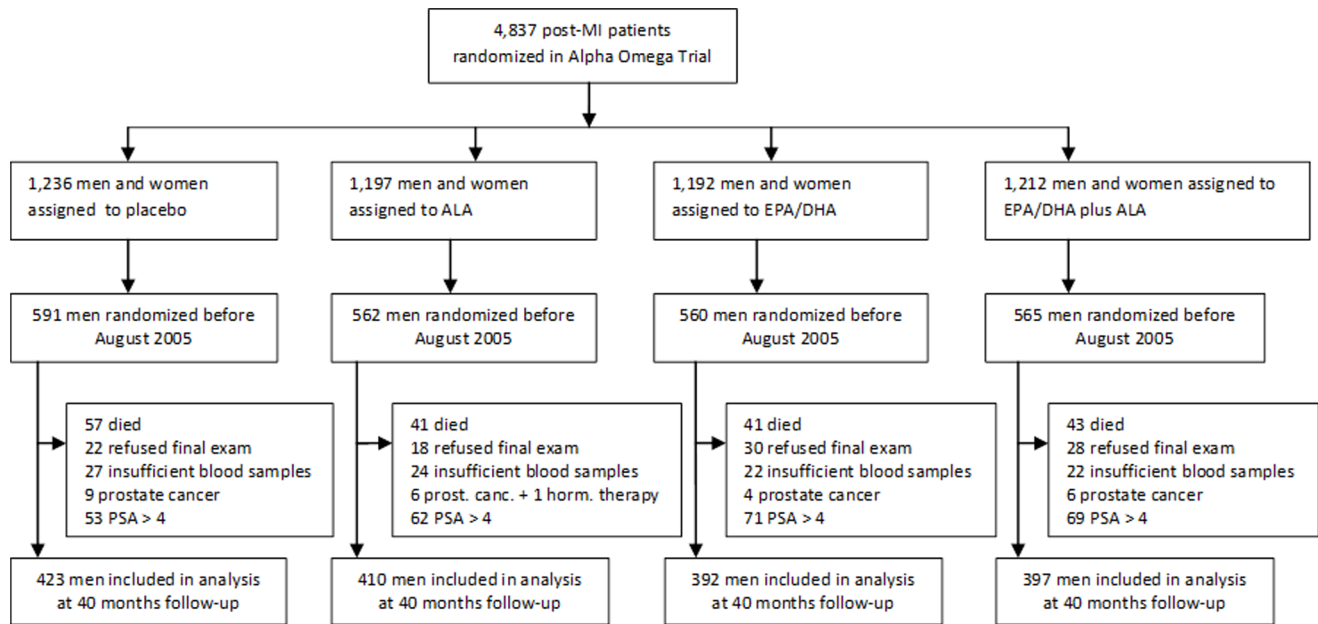 4,837 post-MI patients
randomized in Alpha Omega Trial
1,236 men and women
assigned to placebo
1,197 men and women
assigned to ALA
1,192 men and women
assigned to EPA/DHA
1,212 men and women assigned to
EPA/DHA plus ALA
591 men randomized before
August 2005
562 men randomized before
August 2005
560 men randomized before
August 2005
565 men randomized before
August 2005
57 died
22 refused final exam
27 insufficient blood samples
9 prostate cancer
53 PSA > 4
41 died
18 refused final exam
24 insufficient blood samples
6 prost. canc. + 1 horm. therapy
62 PSA > 4
41 died
30 refused final exam
22 insufficient blood samples
4 prostate cancer
71 PSA > 4
43 died
28 refused final exam
22 insufficient blood samples
6 prostate cancer
69 PSA > 4
423 men included in analysis
at 40 months follow-up
410 men included in analysis
at 40 months follow-up
392 men included in analysis
at 40 months follow-up
397 men included in analysis
at 40 months follow-up